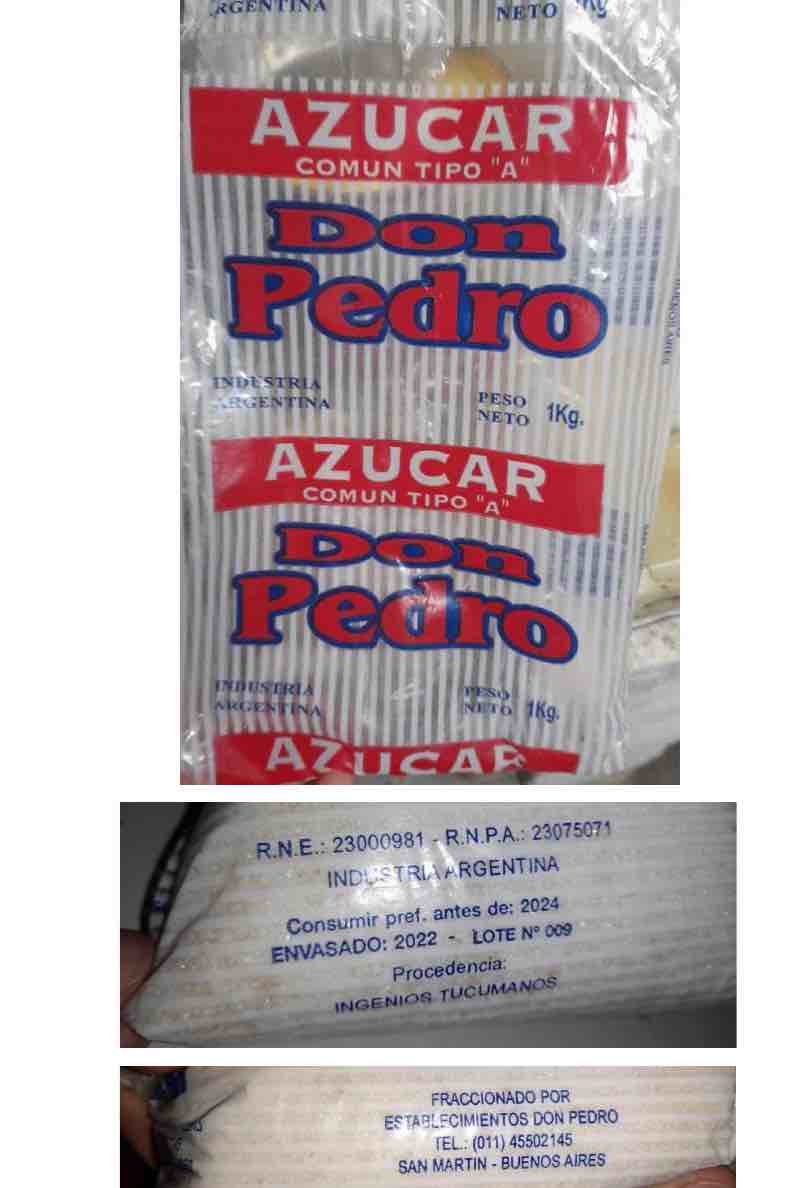 ARGENTINA
NETO 1Kg
AZUCAR
COMUN TIPO "A"
Don
Pedro
INDUSTRIA
ARGENTINA
PESO
NETO 1Kg.
AZUCAR
COMUN TIPO "A"
Don
Pedro
INDUSTRIA
ARGENTINA
PESO
NETO 1Kg.
AZUCAR
R.N.E.: 23000981 - R.N.P.A.: 23075071
INDUSTRIA ARGENTINA
Consumir pref. antes de: 2024
ENVASADO: 2022 - LOTE Nº 009
Procedencia:
INGENIOS TUCUMANOS
FRACCIONADO POR
ESTABLECIMIENTOS DON PEDRO
TEL.: (011) 45502145
SAN MARTIN - BUENOS AIRES